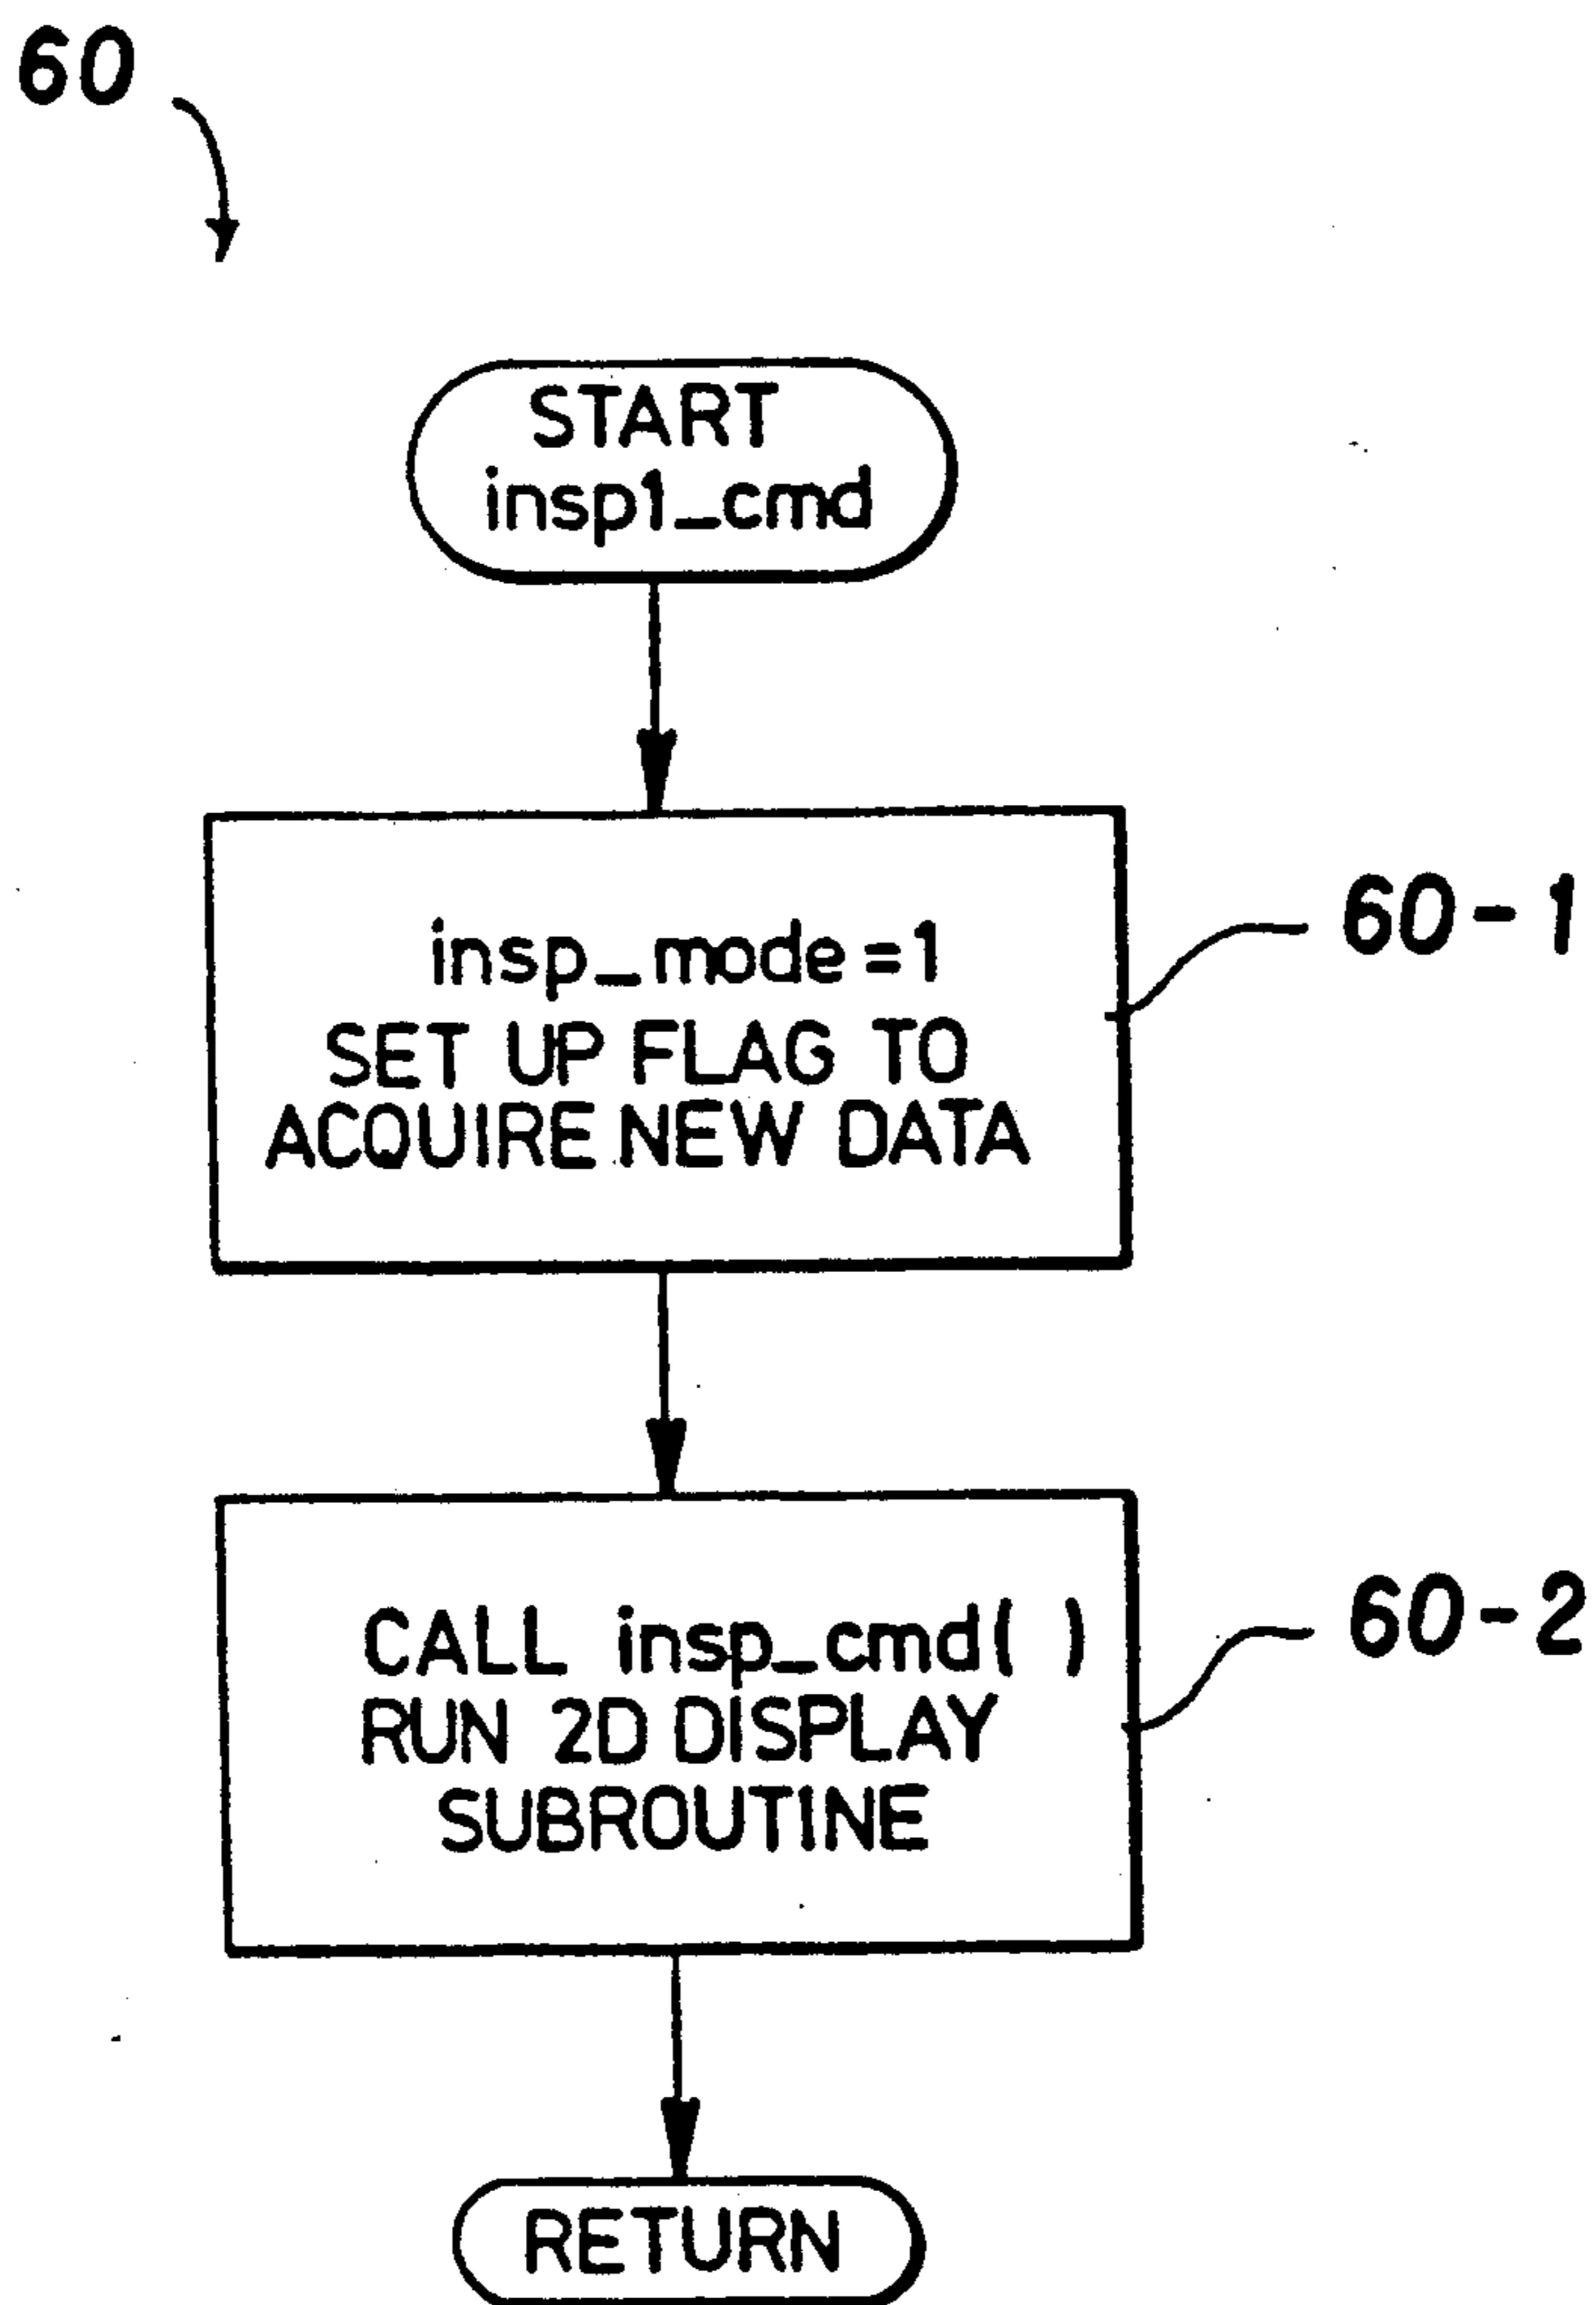 60
START
insp1_cmd
insp_mode=1
SET UP FLAG TO
ACQUIRE NEW DATA
60-1
CALL insp_cmd( )
RUN 2D DISPLAY
SUBROUTINE
60-2
RETURN